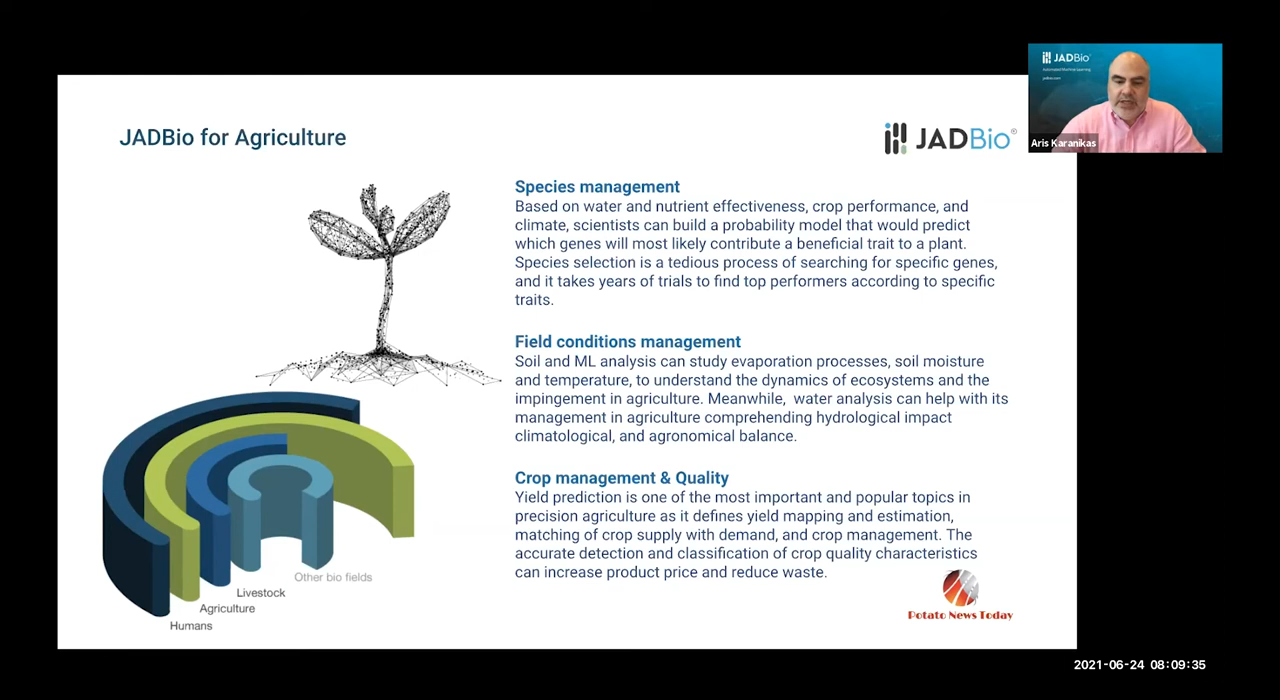 JADBio for Agriculture
JADBio®
Species management
Based on water and nutrient effectiveness, crop performance, and
climate, scientists can build a probability model that would predict
which genes will most likely contribute a beneficial trait to a plant.
Species selection is a tedious process of searching for specific genes,
and it takes years of trials to find top performers according to specific
traits.
Field conditions management
Soil and ML analysis can study evaporation processes, soil moisture
and temperature, to understand the dynamics of ecosystems and the
impingement in agriculture. Meanwhile,  water analysis can help with its
management in agriculture comprehending hydrological impact
climatological, and agronomical balance.
Crop management & Quality
Yield prediction is one of the most important and popular topics in
precision agriculture as it defines yield mapping and estimation,
matching of crop supply with demand, and crop management. The
accurate detection and classification of crop quality characteristics
can increase product price and reduce waste.
Other bio fields
Livestock
Agriculture
Humans
Potato News Today
JADBio
Automated Machine Learning
jadbio.com
Aris Karanikas
2021-06-24 08:09:35